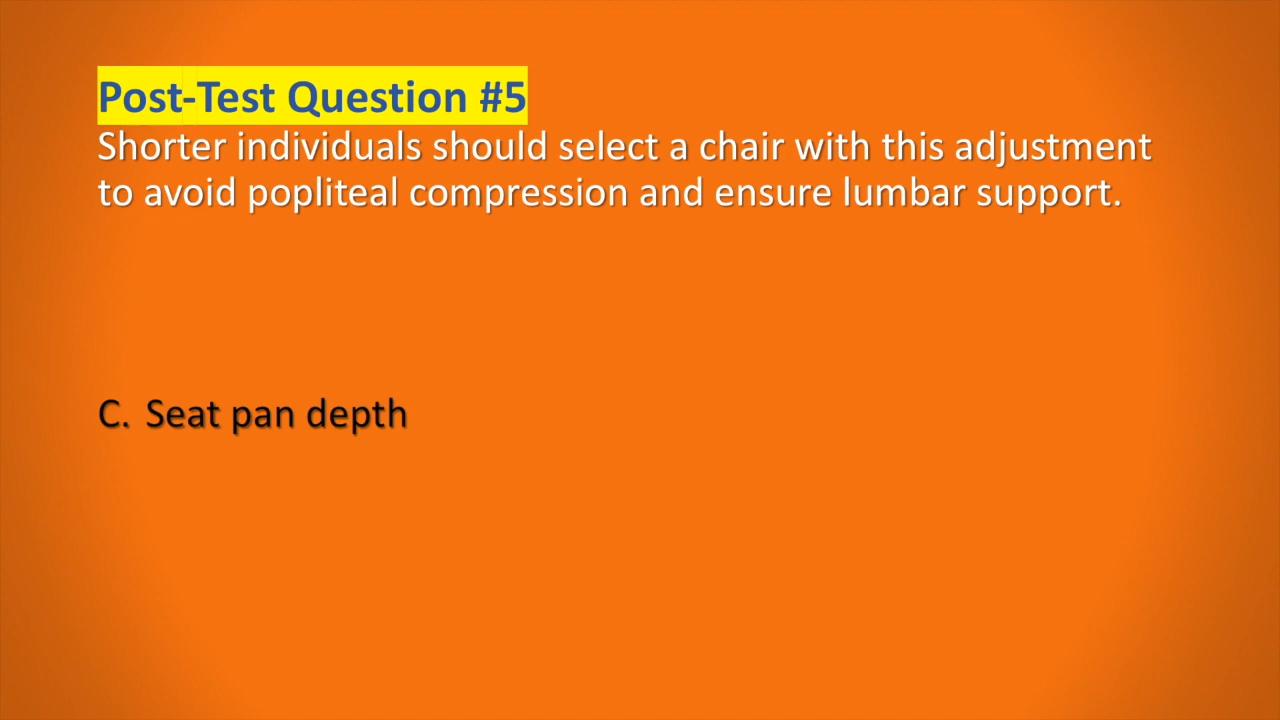 Post-Test Question #5
Shorter individuals should select a chair with this adjustment
to avoid popliteal compression and ensure lumbar support.
C. Seat pan depth